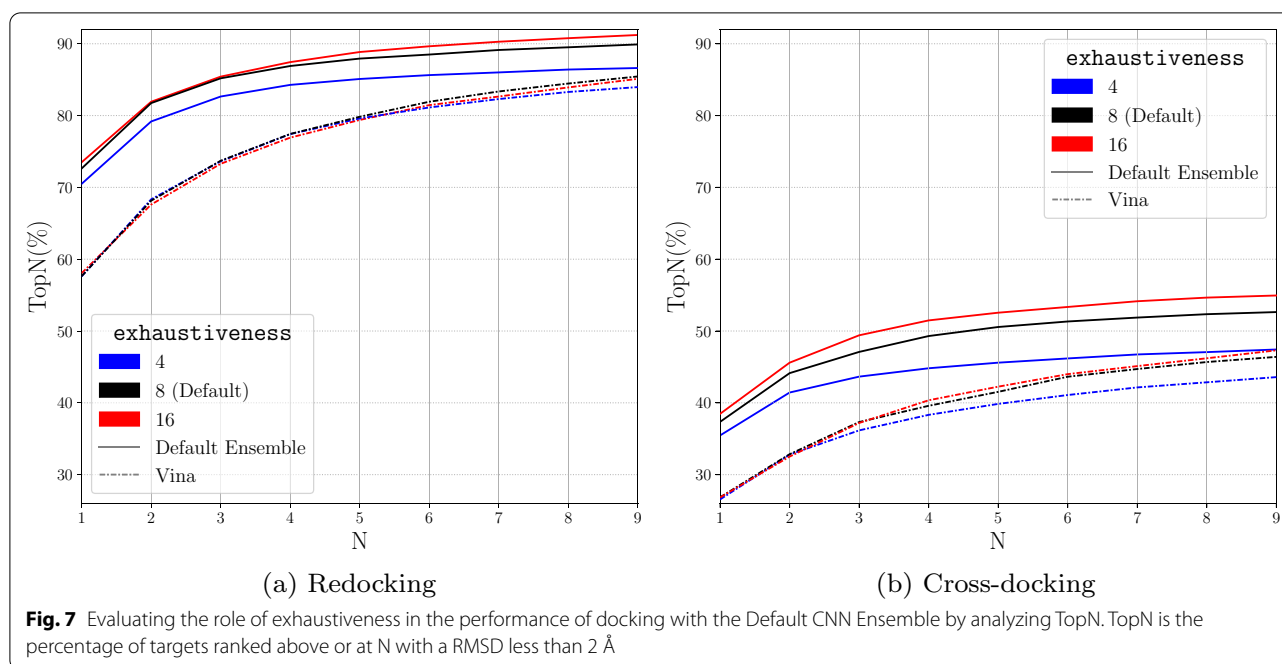 90
80
70
60
50
40
30
TopN(%)
exhaustiveness
4
8 (Default)
16
Default Ensemble
Vina
1 2 3 4 5 6 7 8 9
N
(a) Redocking
90
80
70
60
50
40
30
TopN(%)
exhaustiveness
4
8 (Default)
16
Default Ensemble
Vina
1 2 3 4 5 6 7 8 9
N
(b) Cross-docking
Fig. 7 Evaluating the role of exhaustiveness in the performance of docking with the Default CNN Ensemble by analyzing TopN. TopN is the
percentage of targets ranked above or at N with a RMSD less than 2 Å